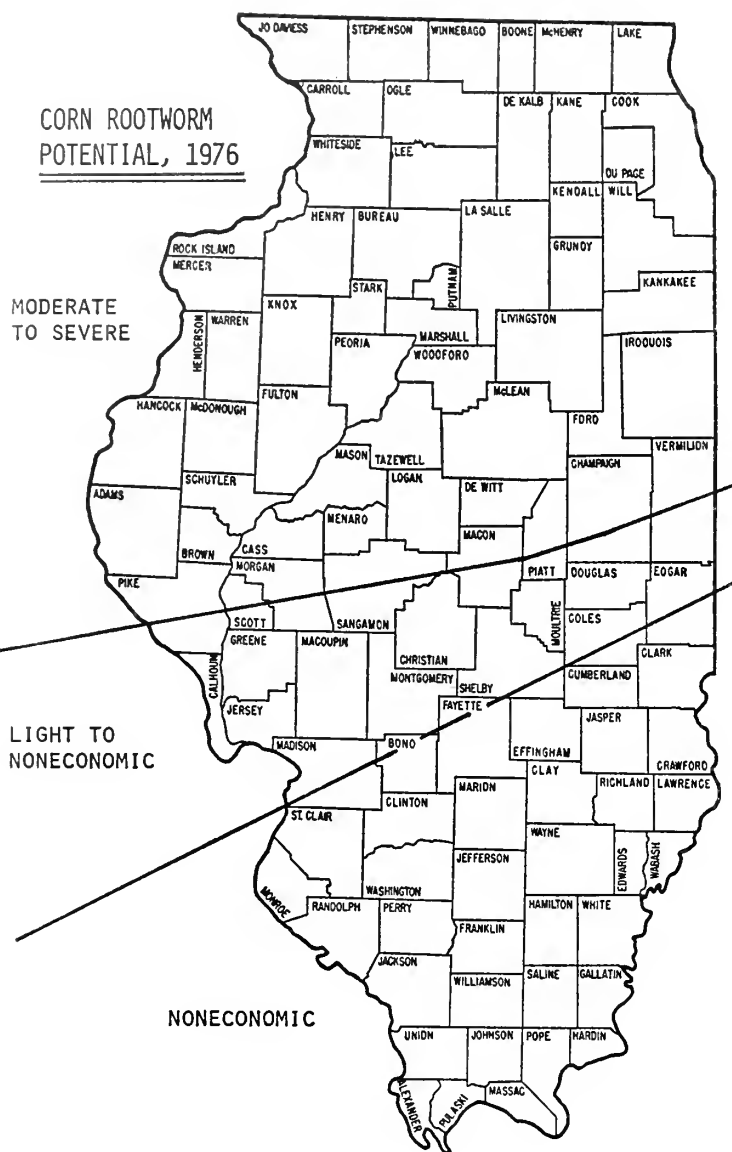 JO DAVIESS
STEPHENSON
WINNEBAGO
BOONE
McHENRY
LAKE
CARROLL
OGLE
DE KALB
KANE
COOK
CORN ROOTWORM
POTENTIAL, 1976
WHITESIDE
LEE
DU PAGE
KENDALL
WILL
HENRY
BUREAU
LA SALLE
ROCK ISLAND
GRUNDY
MERCER
STARK
PUTNAM
KANKAKEE
MODERATE
TO SEVERE
KNOX
HENDERSON
WARREN
PEORIA
MARSHALL
LIVINGSTON
WOODFORD
IROQUOIS
HANCOCK
McDONOUGH
FULTON
McLEAN
FORD
MASON
TAZEWELL
VERMILION
SCHUYLER
LOGAN
CHAMPAIGN
ADAMS
DE WITT
MENARD
MACON
BROWN
CASS
MORGAN
PIATT
DOUGLAS
EDGAR
PIKE
SCOTT
SANGAMON
MOULTRIE
COLES
GREENE
MACOUPIN
CHRISTIAN
CLARK
CALHOUN
MONTGOMERY
SHELBY
CUMBERLAND
JERSEY
FAYETTE
LIGHT TO
NONECONOMIC
MADISON
BOND
EFFINGHAM
JASPER
CLAY
CRAWFORD
CLINTON
MARION
RICHLAND
LAWRENCE
ST. CLAIR
WAYNE
JEFFERSON
EDWARDS
WABASH
MONROE
WASHINGTON
RANDOLPH
PERRY
HAMILTON
WHITE
FRANKLIN
JACKSON
SALINE
GALLATIN
WILLIAMSON
NONECONOMIC
UNION
JOHNSON
POPE
HARDIN
ALEXANDER
PULASKI
MASSAC